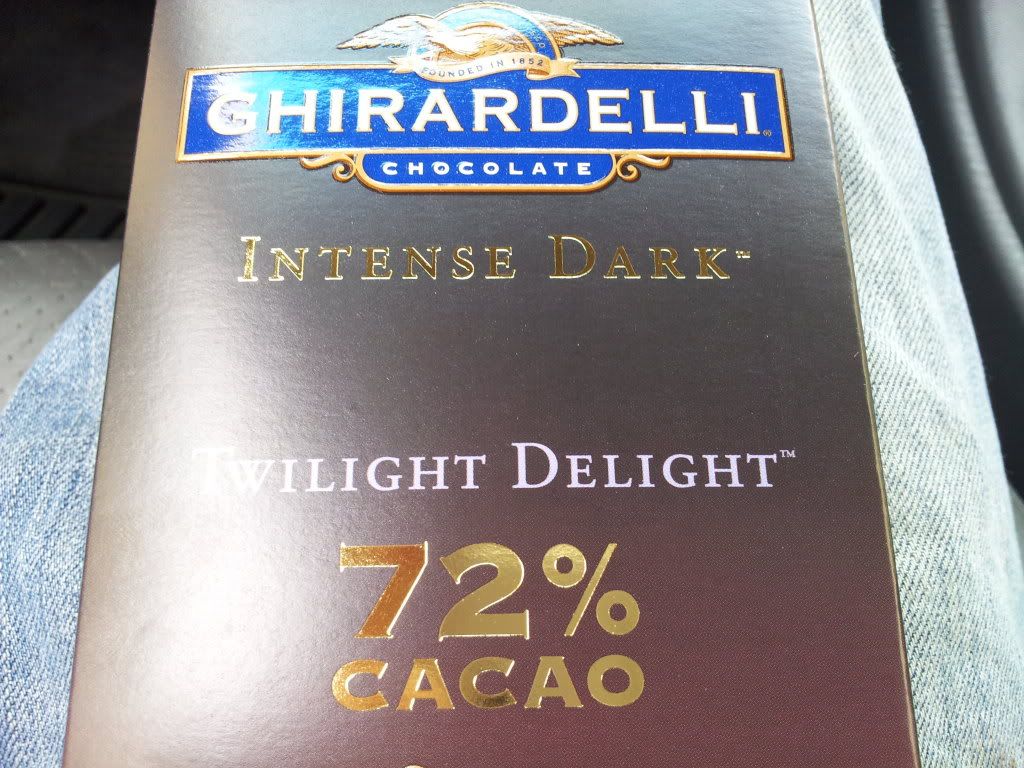 FOUNDED IN 1852
GHIRARDELLI®
CHOCOLATE
INTENSE DARK™
TWILIGHT DELIGHT™
72%
CACAO